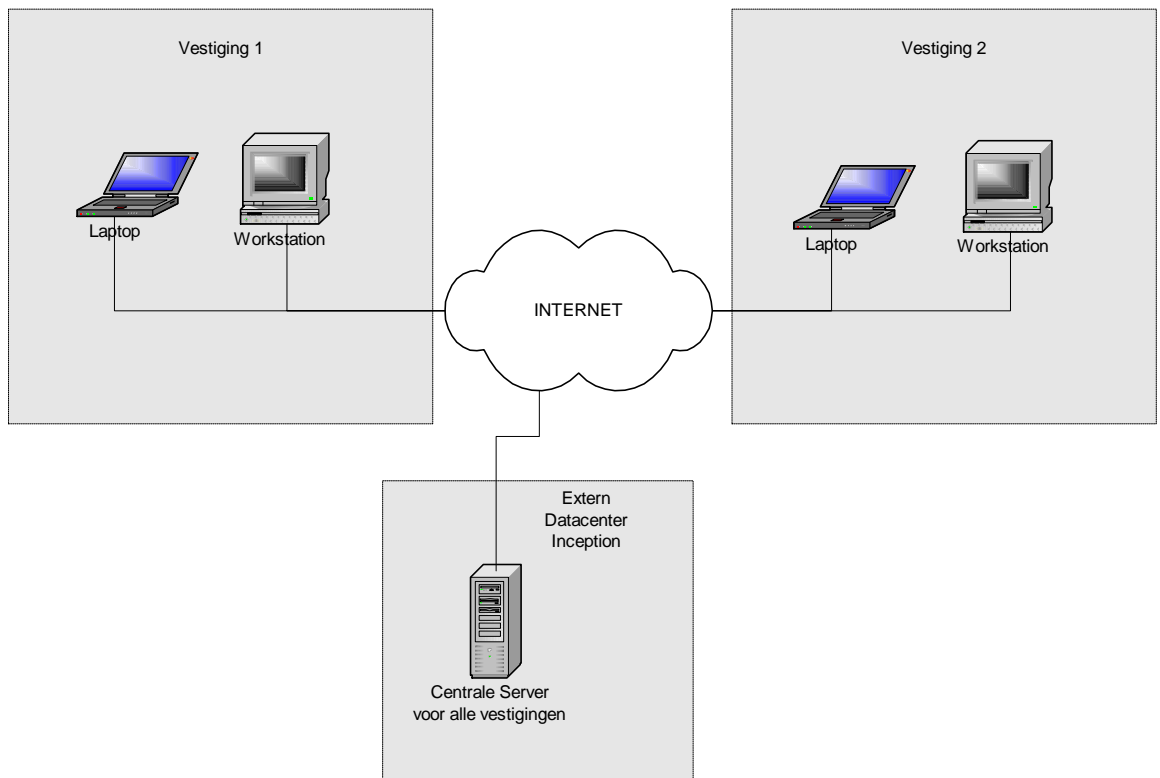 Vestiging 1
Vestiging 2
Laptop
Workstation
Laptop
Workstation
INTERNET
Extern
Datacenter
Inception
Centrale Server
voor alle vestigingen